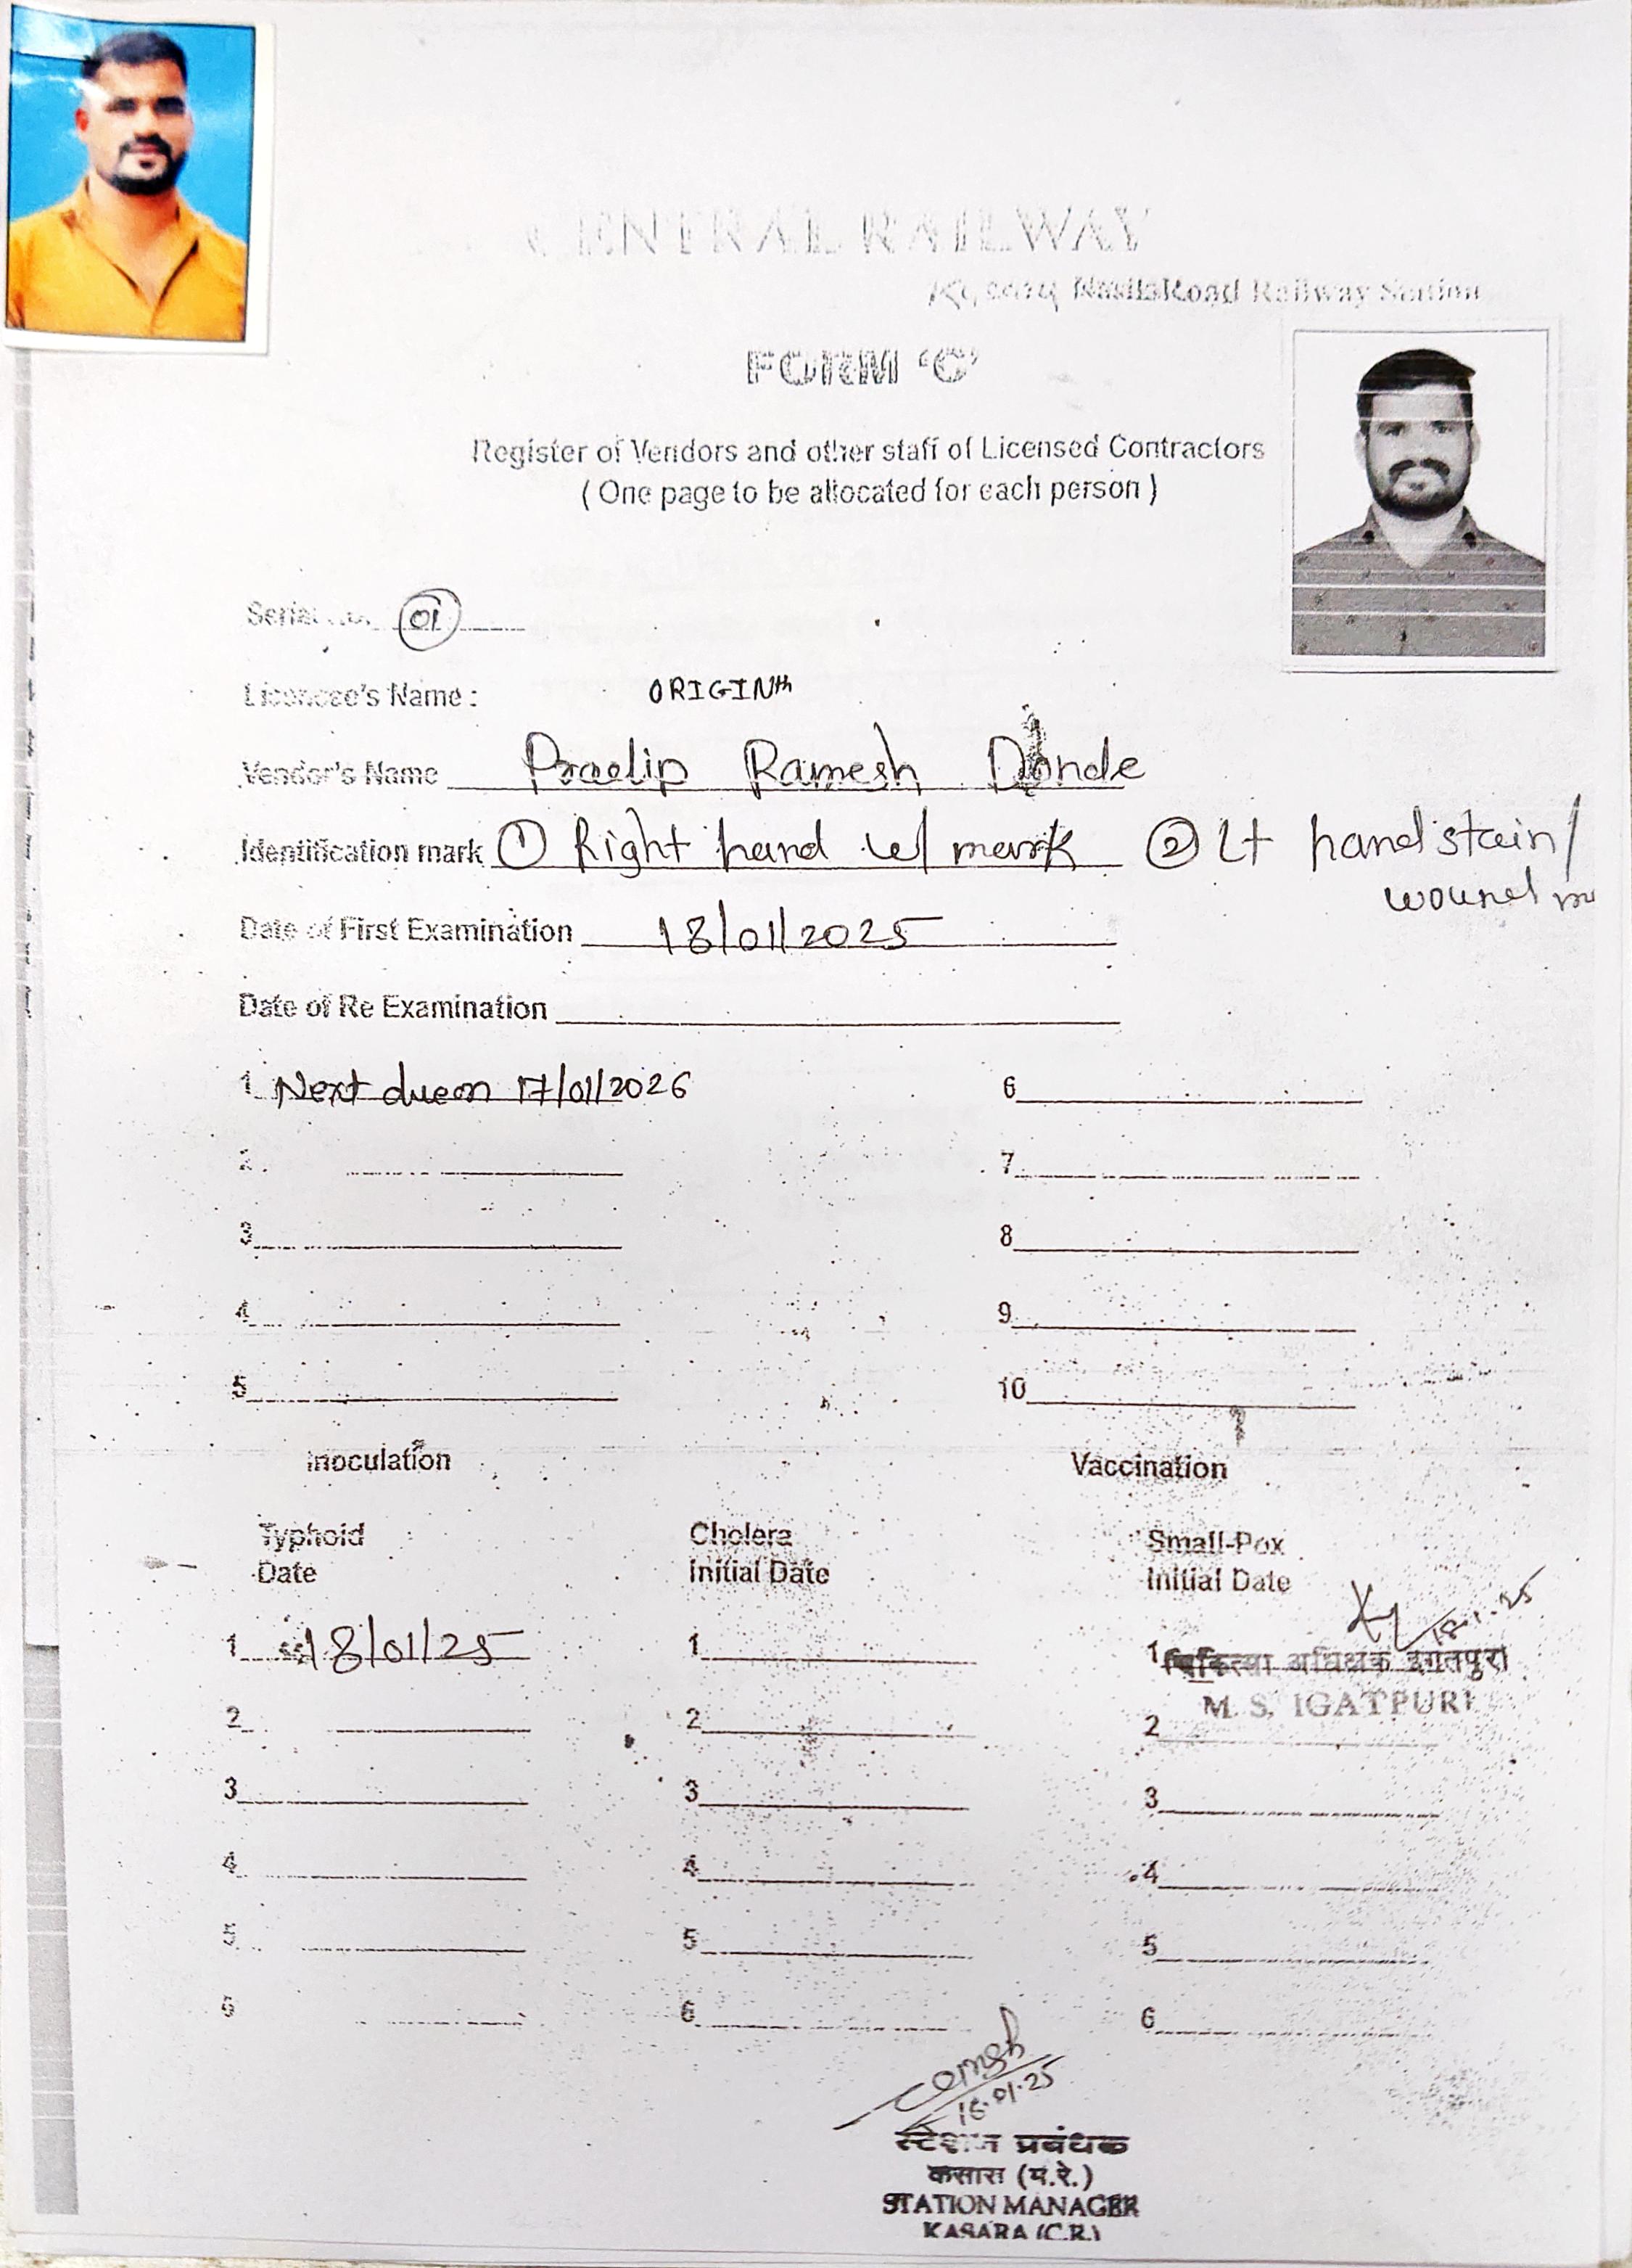 CENTRAL RAILWAY
Nasik Road Railway Station
FORM 'C'
Register of Vendors and other staff of Licensed Contractors
( One page to be allocated for each person )
Serial No. 01
Licencee's Name : ORIGINth
Vendor's Name Pradip Ramesh Donde
Identification mark ① Right hand w/ mark ② Lt hand stain/
wound m
Date of First Examination 18/01/2025
Date of Re Examination
1 Next due on 17/01/2026 6
2. 7
3 8
4 9
5 10
Inoculation Vaccination
Typhoid Cholera Small-Pox
Date Initial Date Initial Date
18.1.25
1 18/01/25 1 1 चिकित्सा अधिक्षक इगतपुरी
M. S. IGATPURI
2 2 2
3 3 3
4 4 4
5 5 5
6 6 6
18.01.25
स्टेशन प्रबंधक
कसारा (म.रे.)
STATION MANAGER
KASARA (C.R.)